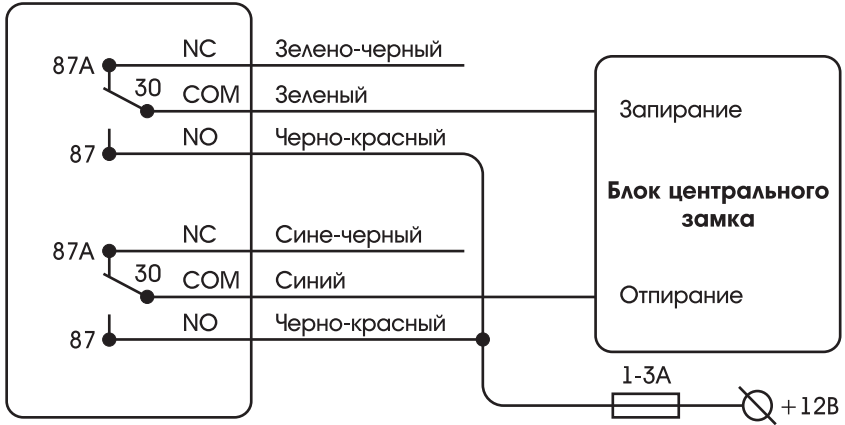 NC Зелено-черный
87A
30 COM Зеленый
Запирание
NO Черно-красный
87
Блок центрального
замка
NC Сине-черный
87A
30 COM Синий
Отпирание
NO Черно-красный
87
1-3А
+12В